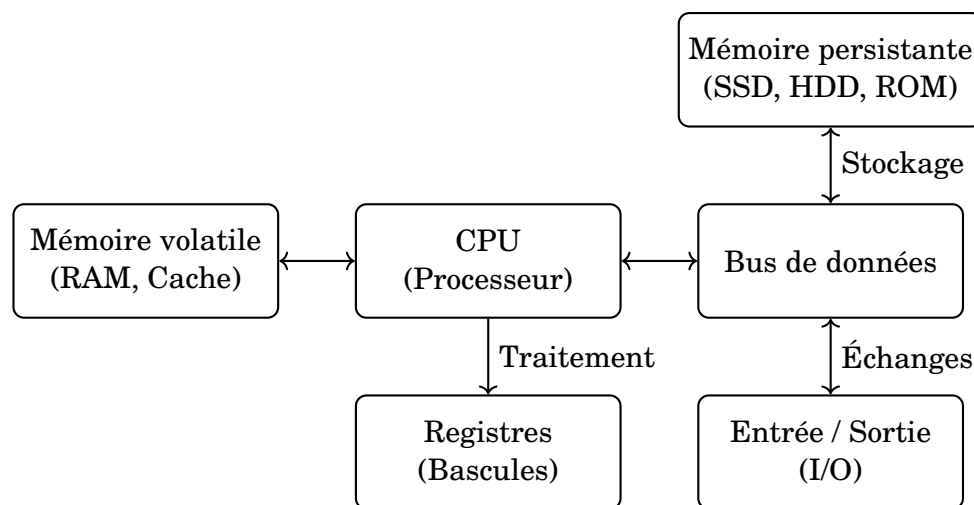 Mémoire persistante
(SSD, HDD, ROM)
Stockage
Mémoire volatile
(RAM, Cache)
CPU
(Processeur)
Bus de données
Traitement
Échanges
Registres
(Bascules)
Entrée / Sortie
(I/O)